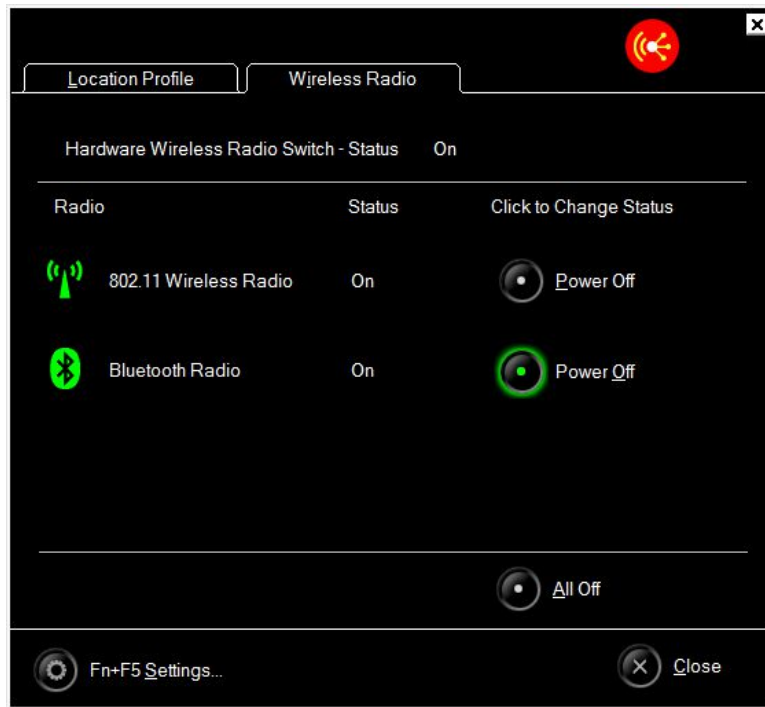 Location Profile
Wireless Radio
Hardware Wireless Radio Switch - Status On
Radio Status Click to Change Status
802.11 Wireless Radio On Power Off
Bluetooth Radio On Power Off
All Off
Fn+F5 Settings... Close